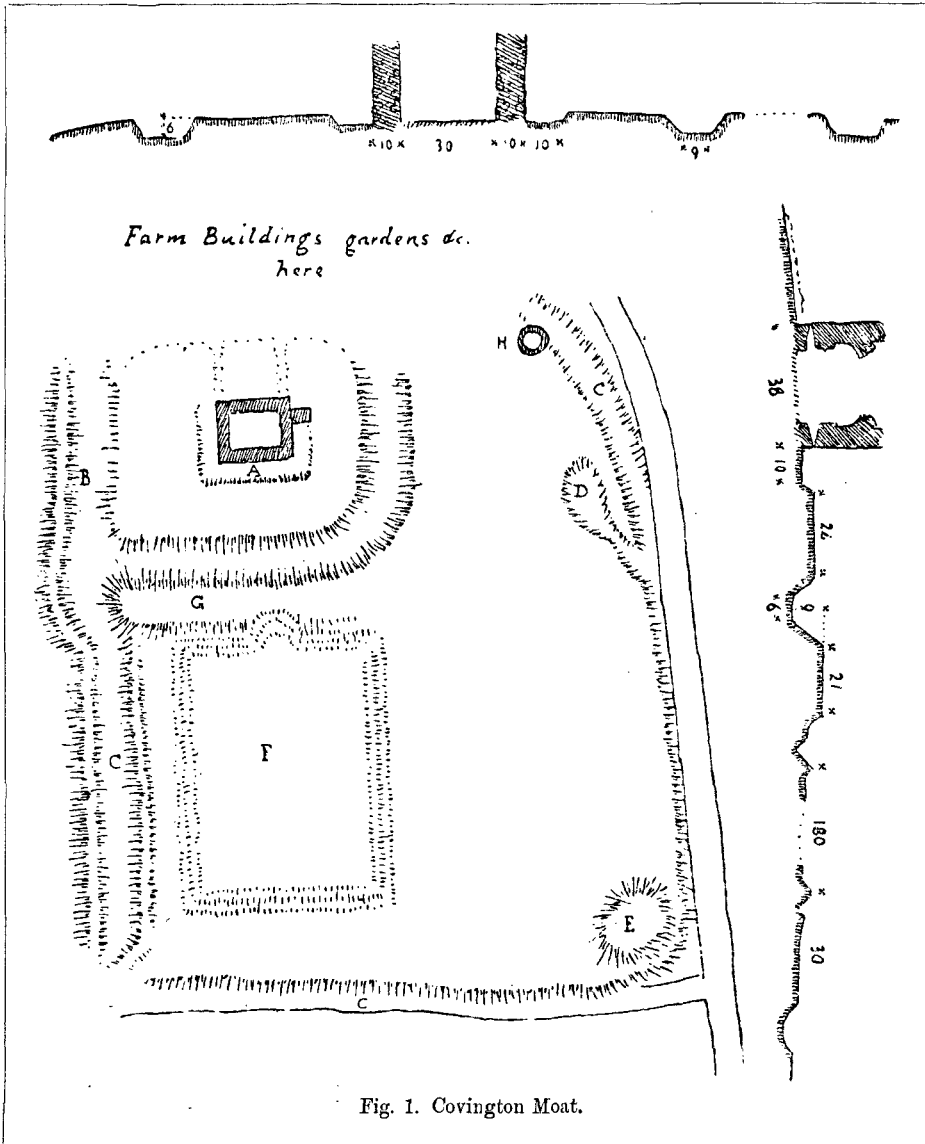 6
× 10 × 30 × 10 × 10 × × 9 ×
Farm Buildings gardens &c.
here
H
C
38
A
B
× 10 ×
D
26
G
× 6 × 9
21
F
C
180
E
30
C
Fig. 1. Covington Moat.